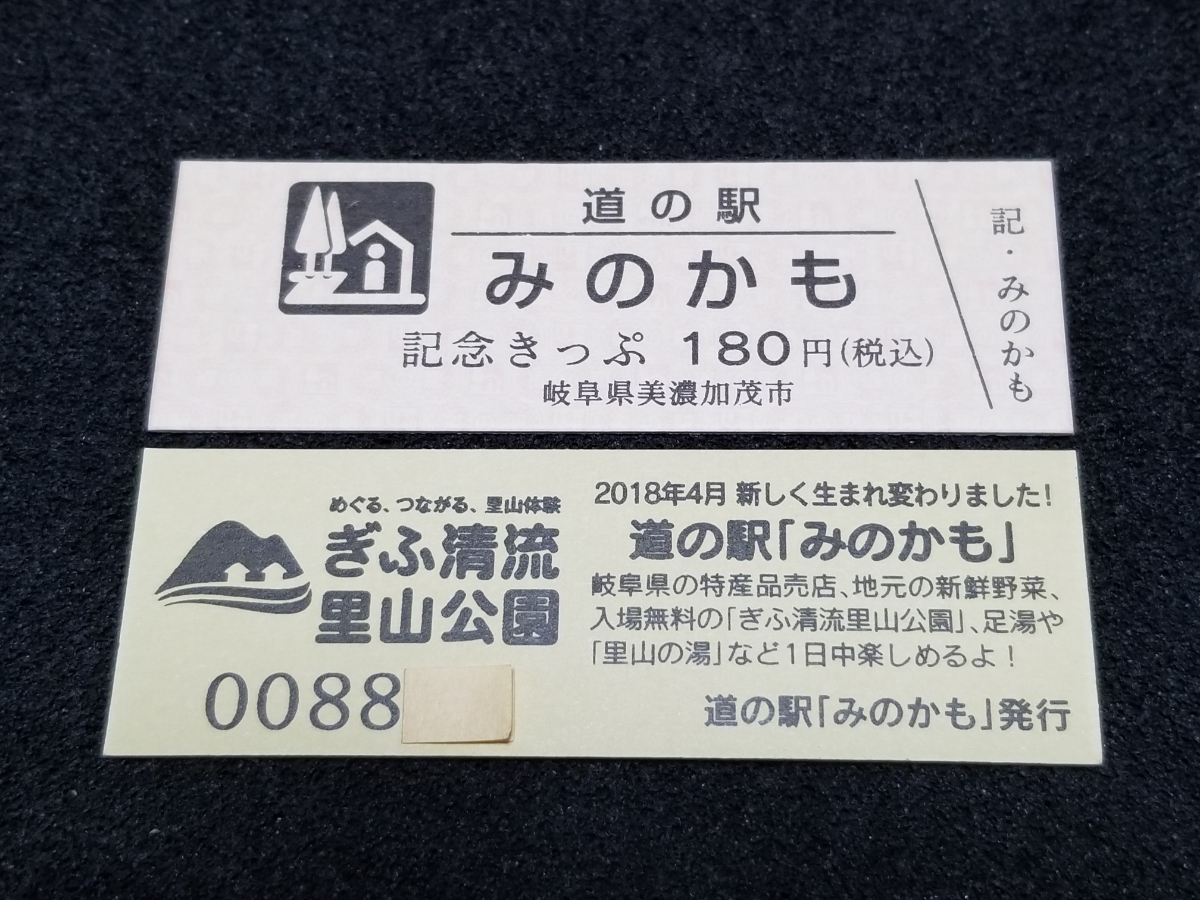 道の駅
みのかも
記念きっぷ 180円(税込)
岐阜県美濃加茂市
記・みのかも
めぐる、つながる、里山体験
ぎふ清流
里山公園
0088
2018年4月 新しく生まれ変わりました!
道の駅「みのかも」
岐阜県の特産品売店、地元の新鮮野菜、
入場無料の「ぎふ清流里山公園」、足湯や
「里山の湯」など1日中楽しめるよ!
道の駅「みのかも」発行